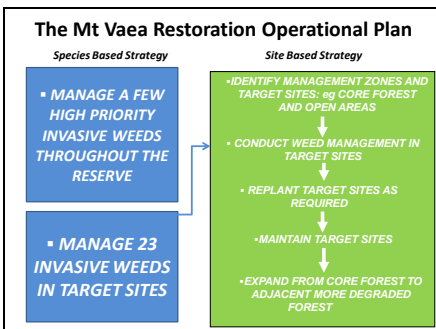 The Mt Vaea Restoration Operational Plan
Species Based Strategy
▪ MANAGE A FEW
HIGH PRIORITY
INVASIVE WEEDS
THROUGHOUT THE
RESERVE
▪ MANAGE 23
INVASIVE WEEDS
IN TARGET SITES
Site Based Strategy
▪IDENTIFY MANAGEMENT ZONES AND
TARGET SITES: eg CORE FOREST
AND OPEN AREAS
▪ CONDUCT WEED MANAGEMENT IN
TARGET SITES
▪ REPLANT TARGET SITES AS
REQUIRED
▪MAINTAIN TARGET SITES
▪EXPAND FROM CORE FOREST TO
ADJACENT MORE DEGRADED
FOREST